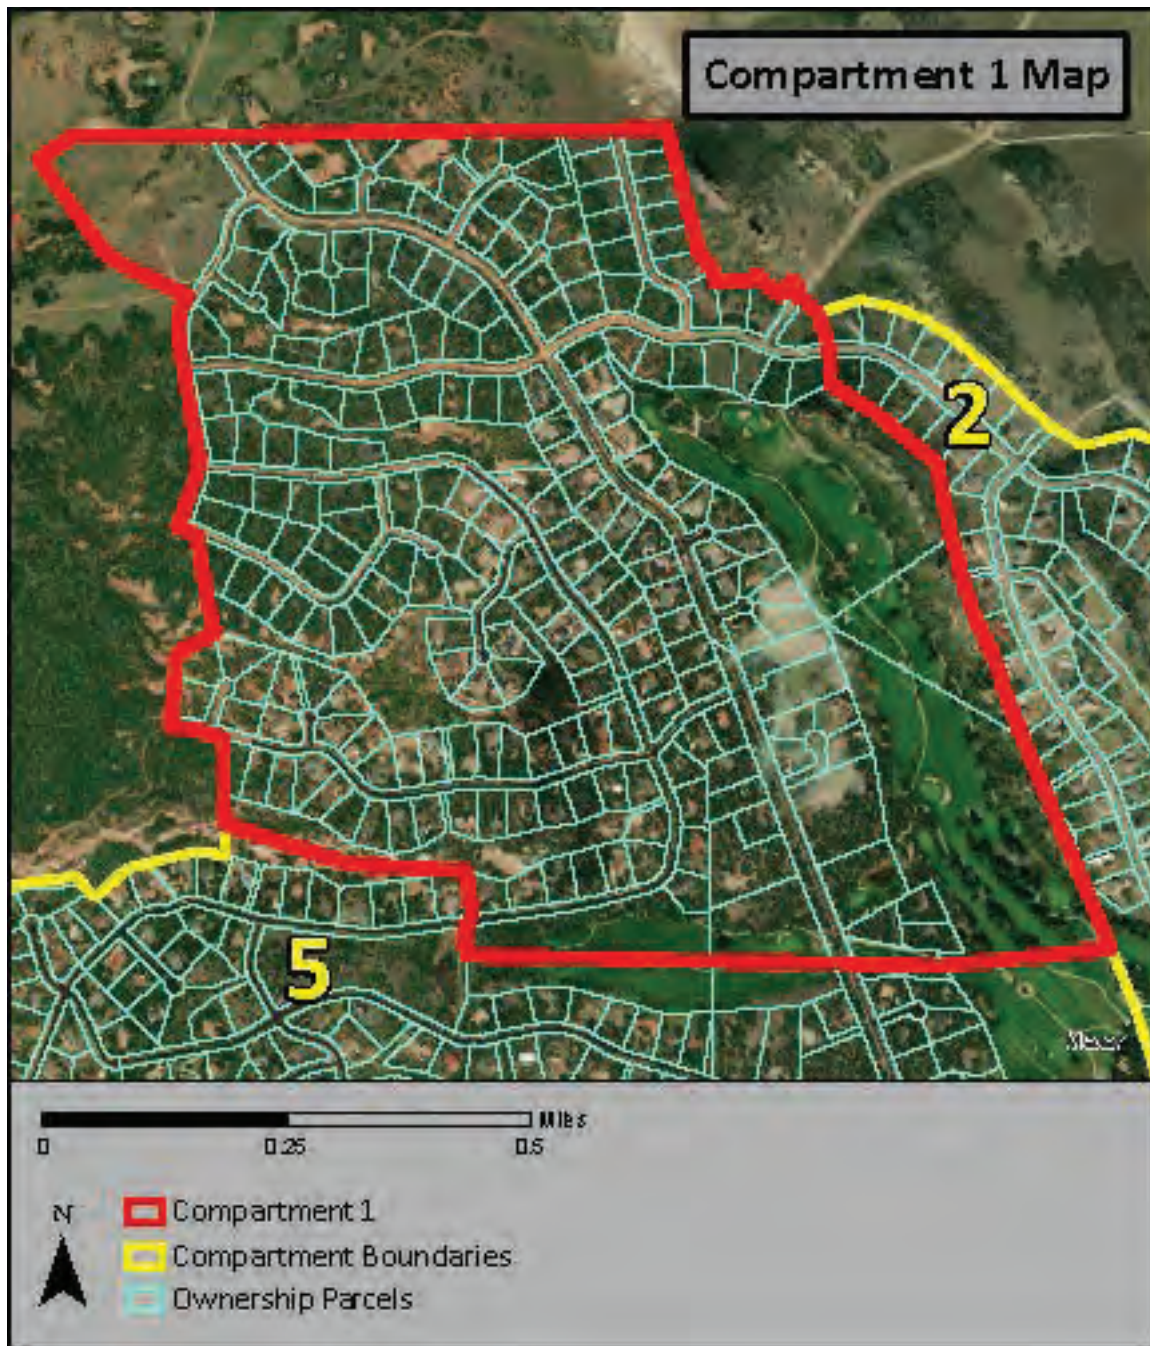 Compartment 1 Map
2
5
Miles
0 0.25 0.5
N
Compartment 1
Compartment Boundaries
Ownership Parcels